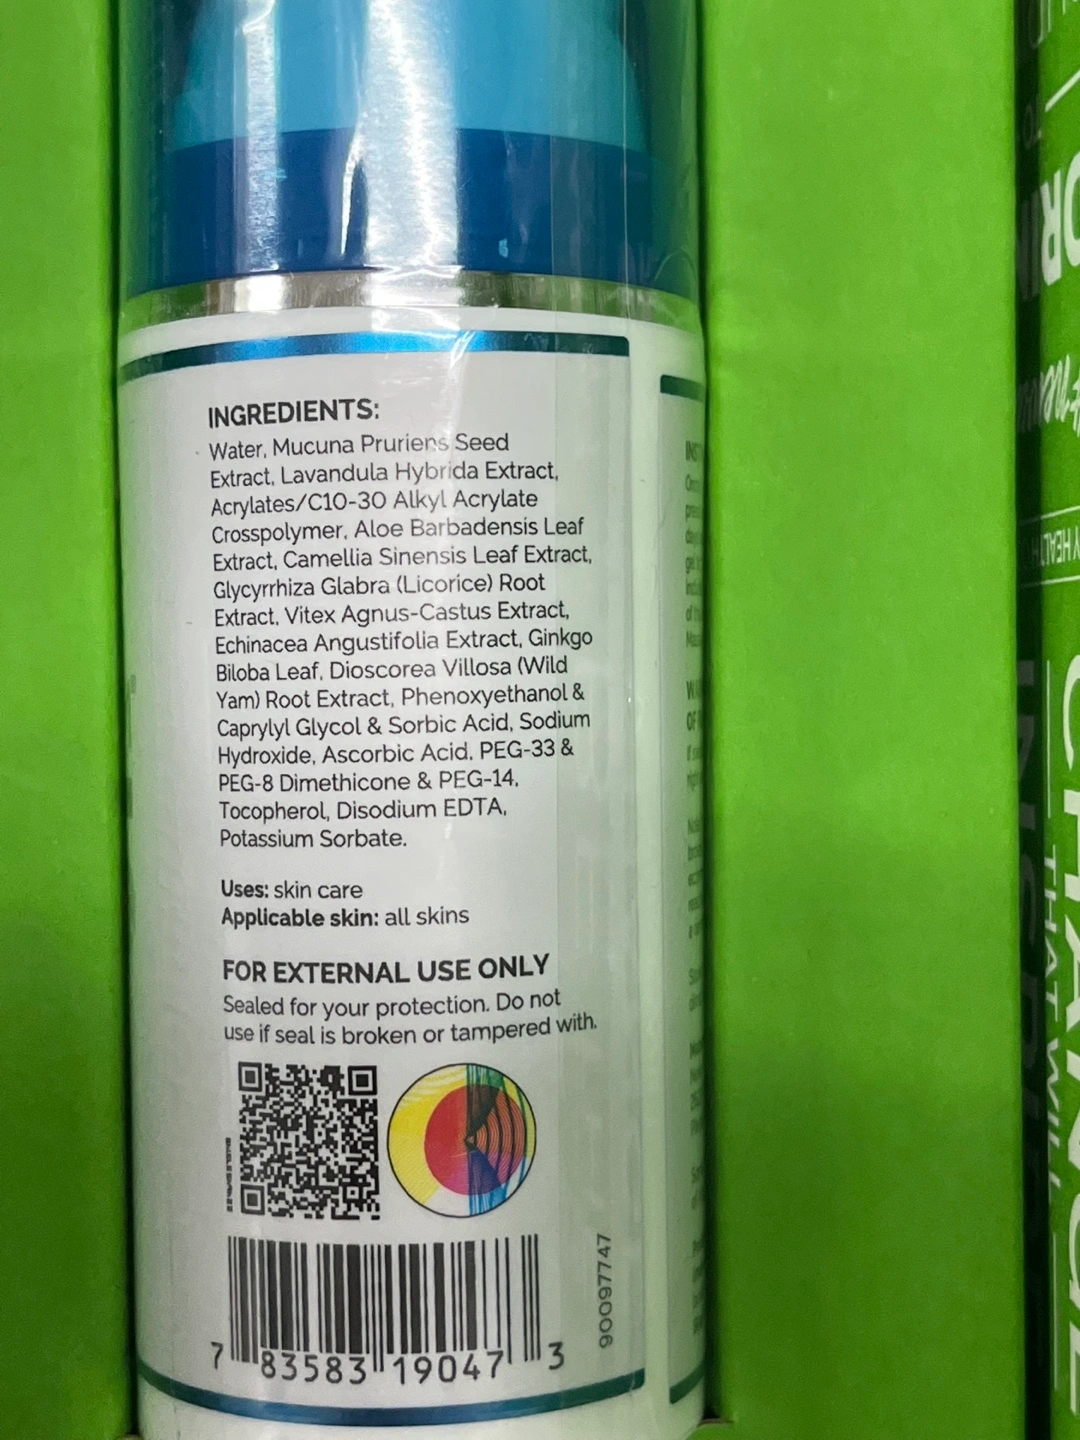 INGREDIENTS:
Water, Mucuna Pruriens Seed
Extract, Lavandula Hybrida Extract,
Acrylates/C10-30 Alkyl Acrylate
Crosspolymer, Aloe Barbadensis Leaf
Extract, Camellia Sinensis Leaf Extract,
Glycyrrhiza Glabra (Licorice) Root
Extract, Vitex Agnus-Castus Extract,
Echinacea Angustifolia Extract, Ginkgo
Biloba Leaf, Dioscorea Villosa (Wild
Yam) Root Extract, Phenoxyethanol &
Caprylyl Glycol & Sorbic Acid, Sodium
Hydroxide, Ascorbic Acid. PEG-33 &
PEG-8 Dimethicone & PEG-14,
Tocopherol, Disodium EDTA,
Potassium Sorbate.
Uses: skin care
Applicable skin: all skins
FOR EXTERNAL USE ONLY
Sealed for your protection. Do not
use if seal is broken or tampered with.
90097747
7 83583 19047 3
CHANGE
THAT WILL